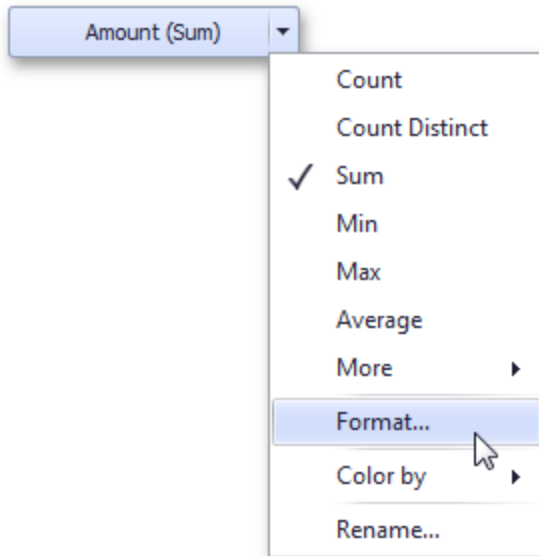 Amount (Sum)
Count
Count Distinct
Sum
Min
Max
Average
More
Format...
Color by
Rename...